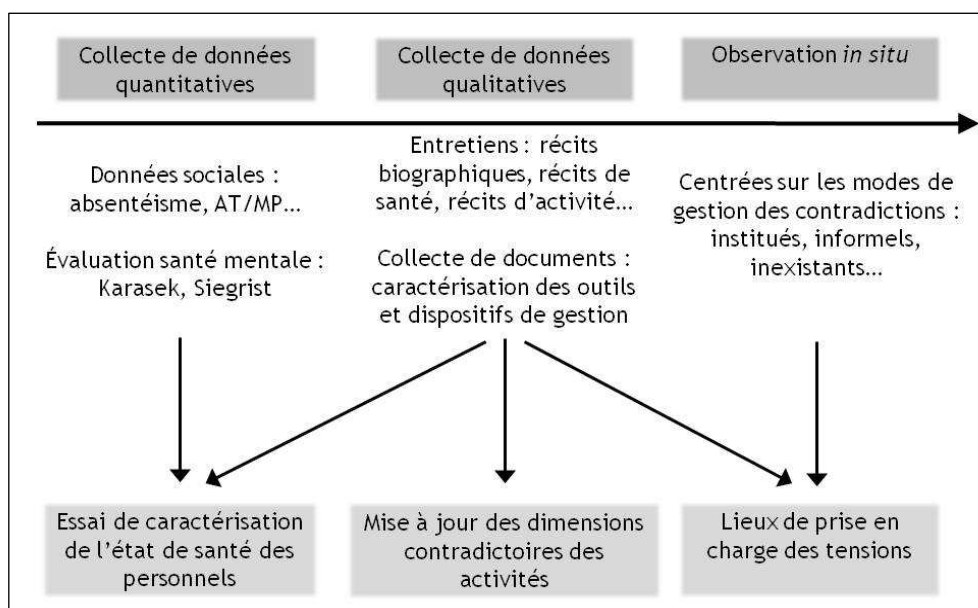 Collecte de données
quantitatives
Collecte de données
qualitatives
Observation in situ
Données sociales :
absentéisme, AT/MP...
Évaluation santé mentale :
Karasek, Siegrist
Entretiens : récits
biographiques, récits de
santé, récits d'activité...
Collecte de documents :
caractérisation des outils
et dispositifs de gestion
Centrées sur les modes de
gestion des contradictions :
institués, informels,
inexistants...
Essai de caractérisation
de l'état de santé des
personnels
Mise à jour des dimensions
contradictoires des
activités
Lieux de prise en
charge des tensions